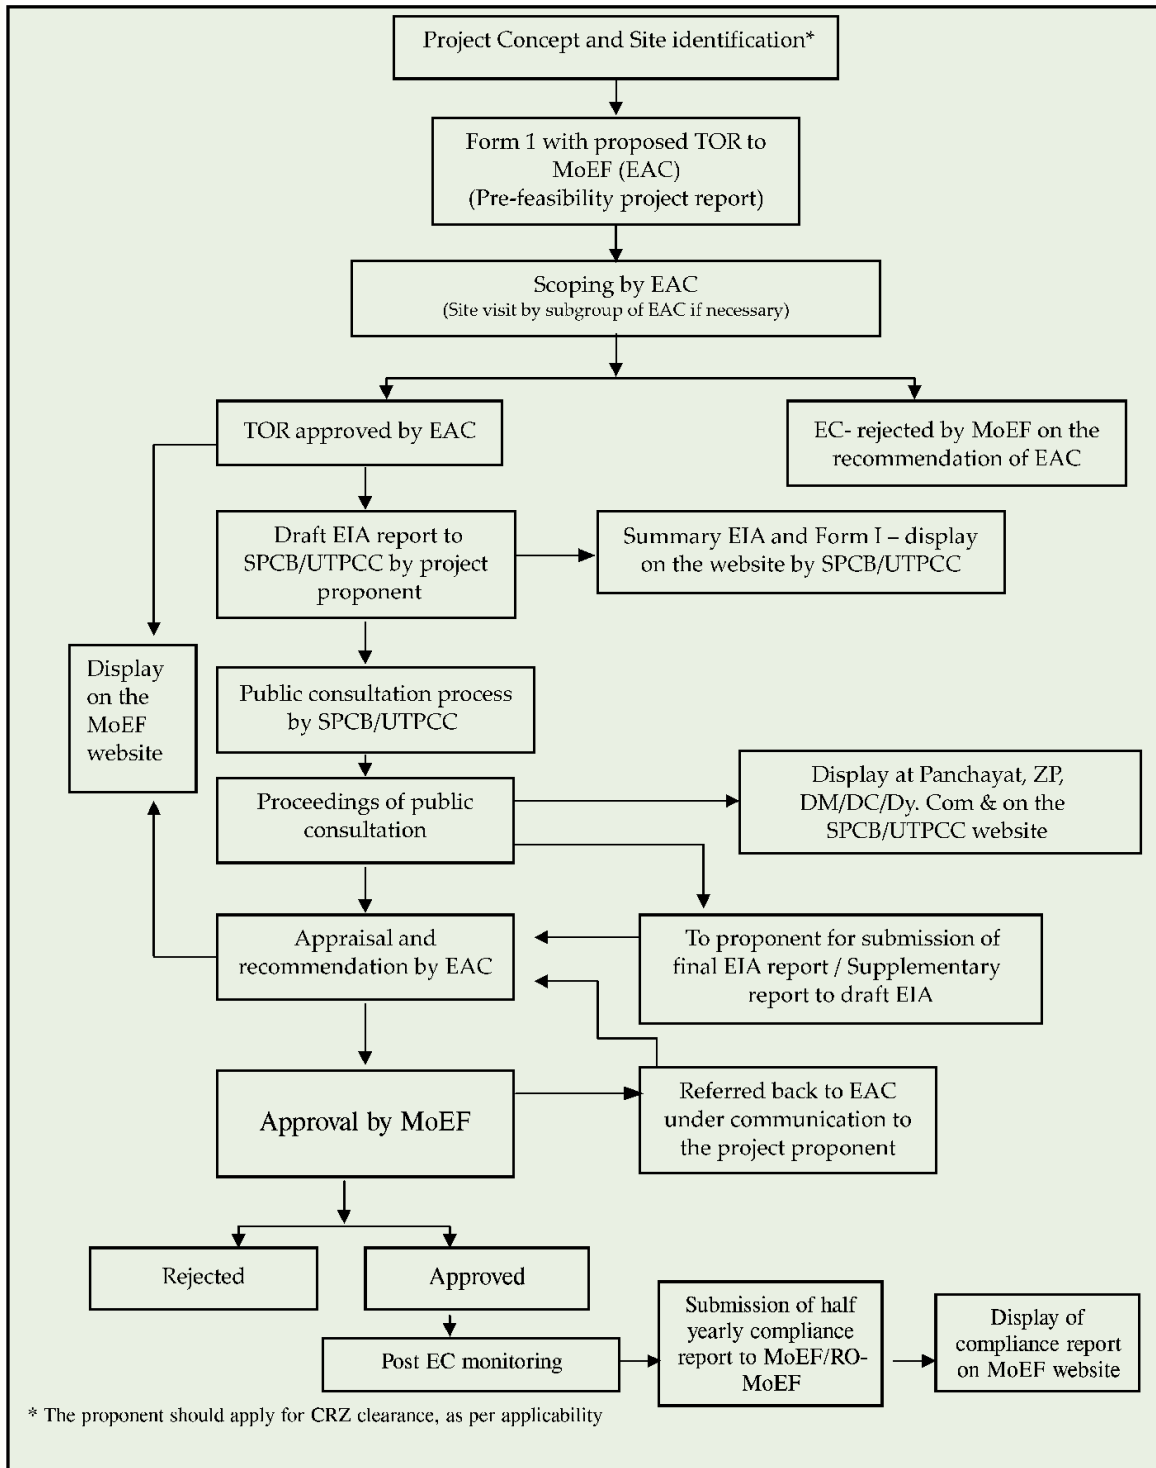 Project Concept and Site identification*
Form 1 with proposed TOR to
MoEF (EAC)
(Pre-feasibility project report)
Scoping by EAC
(Site visit by subgroup of EAC if necessary)
TOR approved by EAC
EC- rejected by MoEF on the
recommendation of EAC
Draft EIA report to
SPCB/UTPCC by project
proponent
Summary EIA and Form I – display
on the website by SPCB/UTPCC
Display
on the
MoEF
website
Public consultation process
by SPCB/UTPCC
Proceedings of public
consultation
Display at Panchayat, ZP,
DM/DC/Dy. Com & on the
SPCB/UTPCC website
Appraisal and
recommendation by EAC
To proponent for submission of
final EIA report / Supplementary
report to draft EIA
Approval by MoEF
Referred back to EAC
under communication to
the project proponent
Rejected
Approved
Post EC monitoring
Submission of half
yearly compliance
report to MoEF/RO-
MoEF
Display of
compliance report
on MoEF website
* The proponent should apply for CRZ clearance, as per applicability